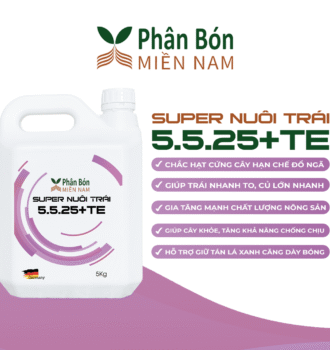 Phân Bón
MIỀN NAM
SUPER NUÔI TRÁI
5.5.25+TE
CHẮC HẠT CỨNG CÂY HẠN CHẾ ĐỔ NGÃ
GIÚP TRÁI NHANH TO, CỦ LỚN NHANH
GIA TĂNG MẠNH CHẤT LƯỢNG NÔNG SẢN
GIÚP CÂY KHỎE, TĂNG KHẢ NĂNG CHỐNG CHỊU
HỖ TRỢ GIỮ TÁN LÁ XANH CĂNG DÀY BÓNG
Phân Bón
MIỀN NAM
SUPER NUÔI TRÁI
5.5.25+TE
Germany
5Kg